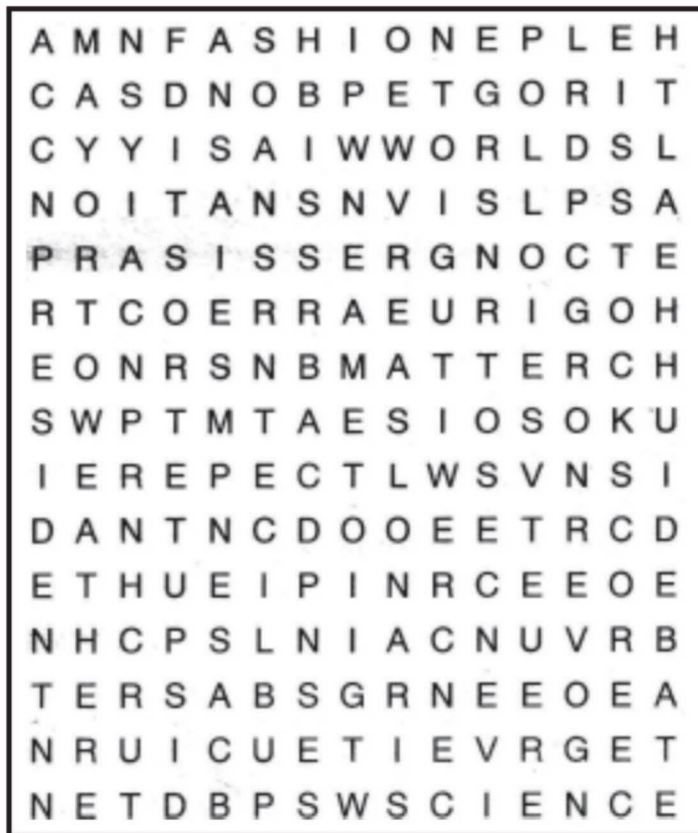 A M N F A S H I O N E P L E H
C A S D N O B P E T G O R I T
C Y Y I S A I W W O R L D S L
N O I T A N S N V I S L P S A
P R A S I S S E R G N O C T E
R T C O E R R A E U R I G O H
E O N R S N B M A T T E R C H
S W P T M T A E S I O S O K U
I E R E P E C T L W S V N S I
D A N T N C D O O E E T R C D
E T H U E I P I N R C E E O E
N H C P S L N I A C N U V R B
T E R S A B S G R N E E O E A
N R U I C U E T I E V R G E T
N E T D B P S W S C I E N C E